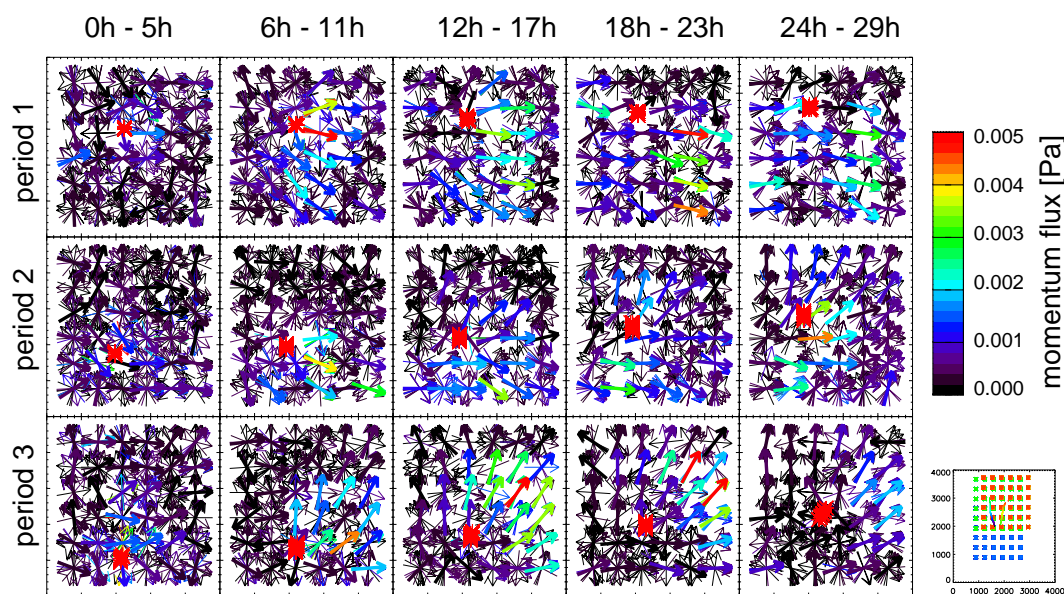 0h - 5h 6h - 11h 12h - 17h 18h - 23h 24h - 29h
period 1
period 2
period 3
0.005
0.004
0.003
0.002
0.001
0.000
momentum flux [Pa]
4000
3000
2000
1000
0
0 1000 2000 3000 4000